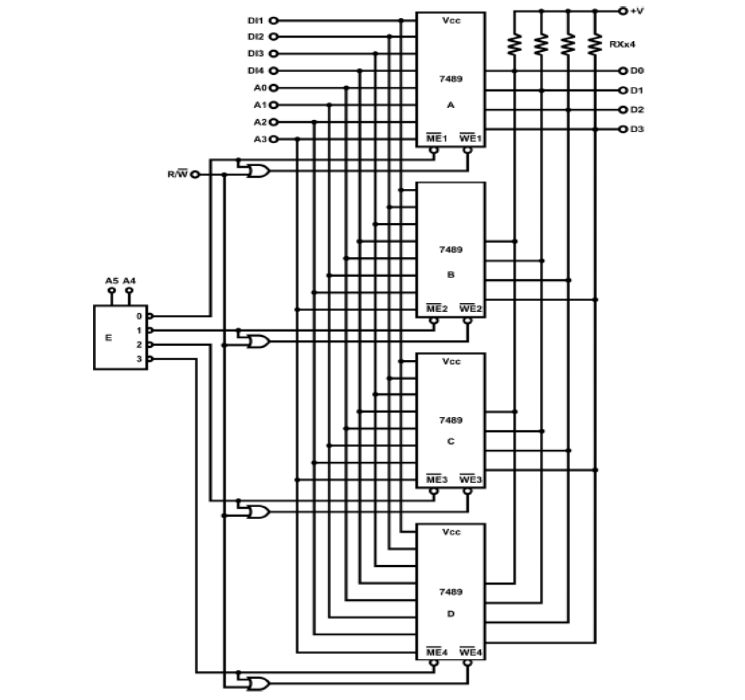 DI1
Vcc
+V
DI2
DI3
RXx4
DI4
7489
D0
A0
D1
A1
A
D2
A2
D3
A3
ME1 WE1
R/W
7489
B
A5 A4
ME2 WE2
0
1
E
2
3
Vcc
7489
C
ME3 WE3
Vcc
7489
D
ME4 WE4